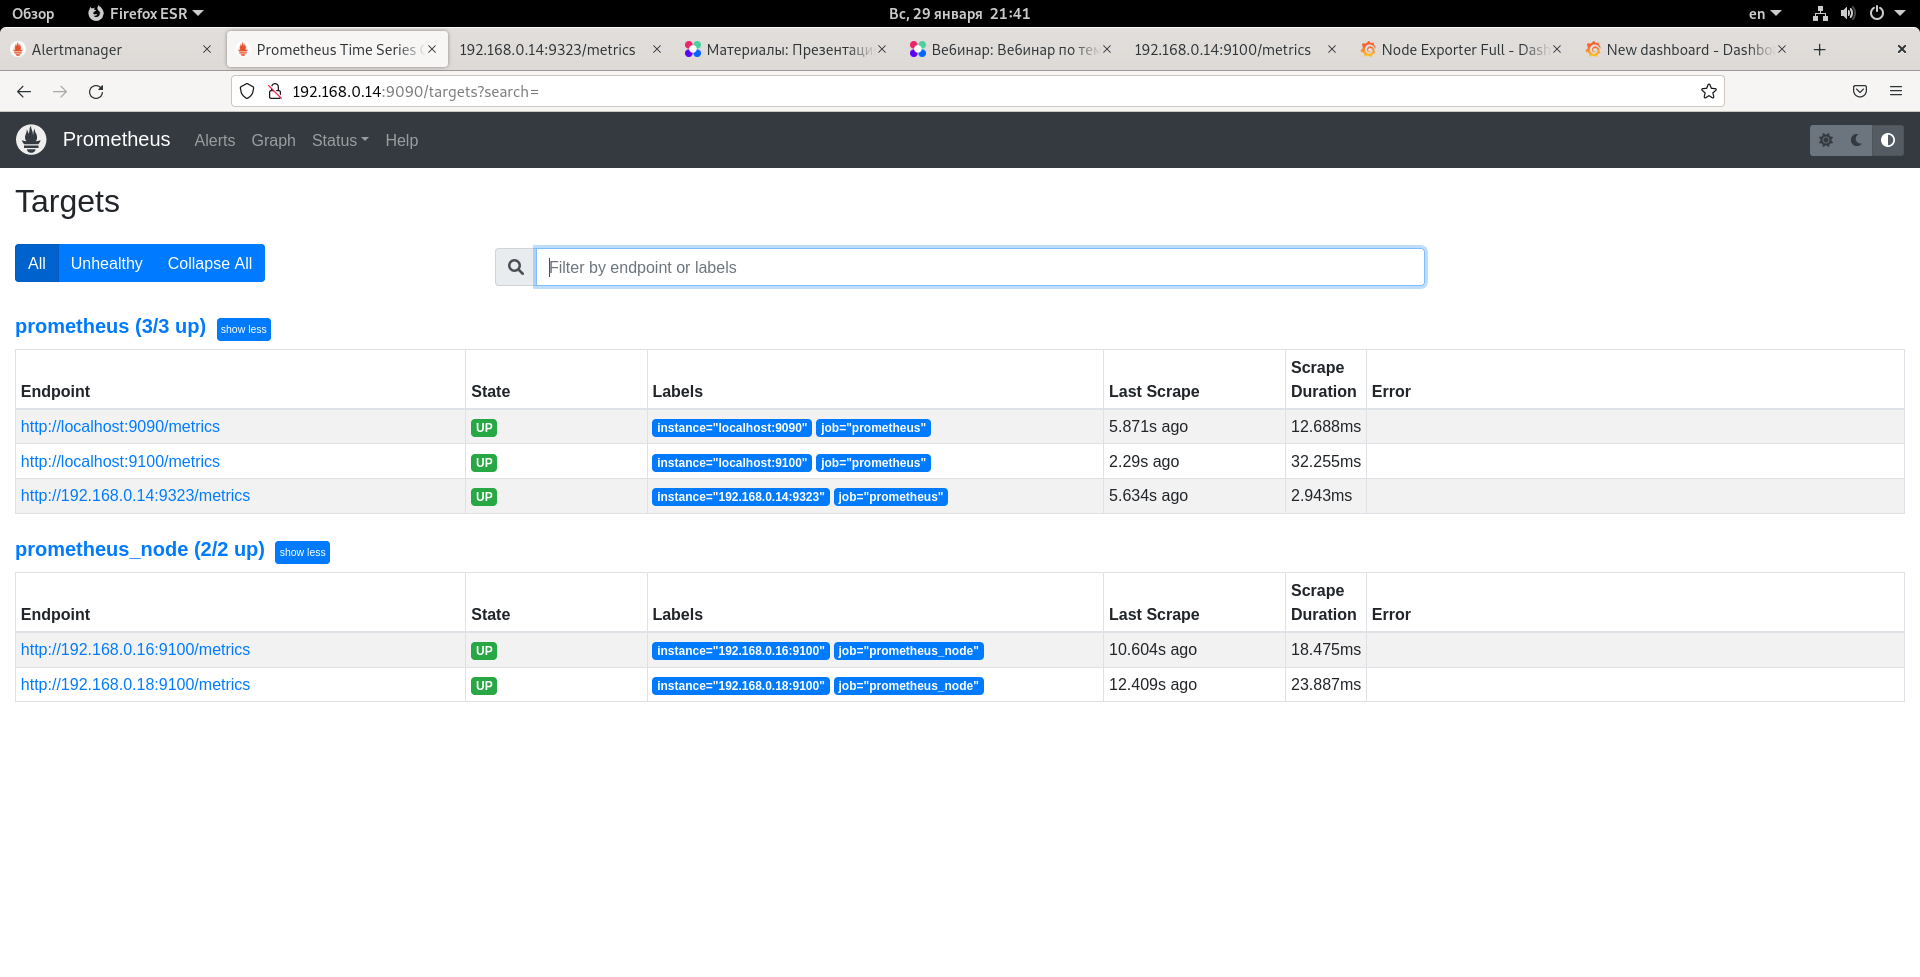 Обзор Firefox ESR Вс, 29 января 21:41 en
Alertmanager Prometheus Time Series 192.168.0.14:9323/metrics Материалы: Презентаци Вебинар: Вебинар по те 192.168.0.14:9100/metrics Node Exporter Full - Dash New dashboard - Dashbo
192.168.0.14:9090/targets?search=
Prometheus Alerts Graph Status Help
Targets
All Unhealthy Collapse All Filter by endpoint or labels
prometheus (3/3 up) show less
Endpoint State Labels Last Scrape Scrape Duration Error
http://localhost:9090/metrics UP instance="localhost:9090" job="prometheus" 5.871s ago 12.688ms
http://localhost:9100/metrics UP instance="localhost:9100" job="prometheus" 2.29s ago 32.255ms
http://192.168.0.14:9323/metrics UP instance="192.168.0.14:9323" job="prometheus" 5.634s ago 2.943ms
prometheus_node (2/2 up) show less
Endpoint State Labels Last Scrape Scrape Duration Error
http://192.168.0.16:9100/metrics UP instance="192.168.0.16:9100" job="prometheus_node" 10.604s ago 18.475ms
http://192.168.0.18:9100/metrics UP instance="192.168.0.18:9100" job="prometheus_node" 12.409s ago 23.887ms